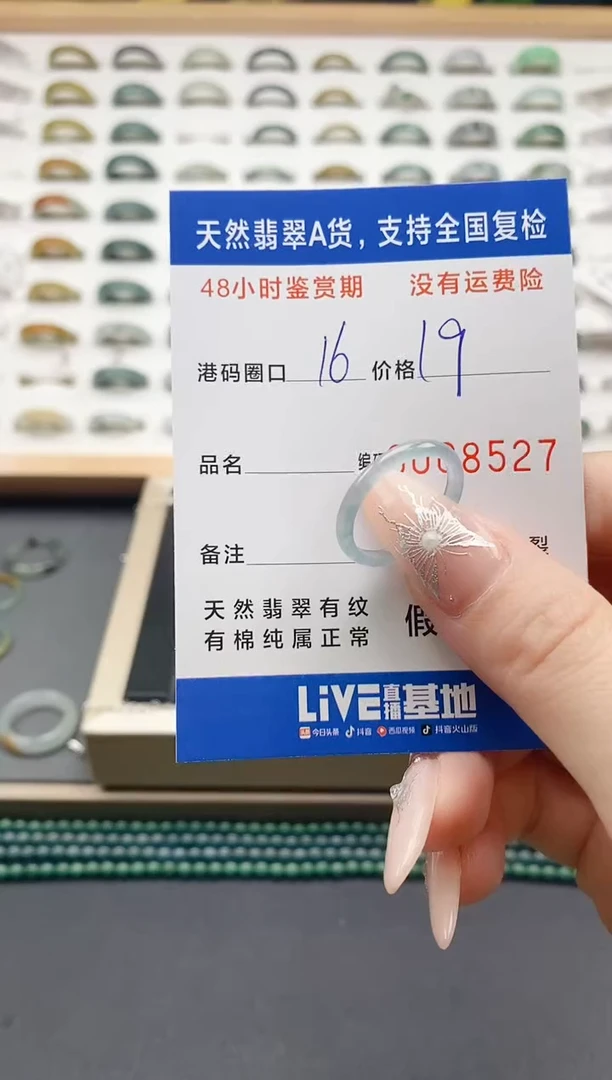 天然翡翠A货，支持全国复检
48小时鉴赏期 没有运费险
港码圈口 16 价格 19
品名 编 8527
备注 裂
天然翡翠有纹 假
有棉纯属正常
LiVE直播基地
今日头条 抖音 西瓜视频 抖音火山版